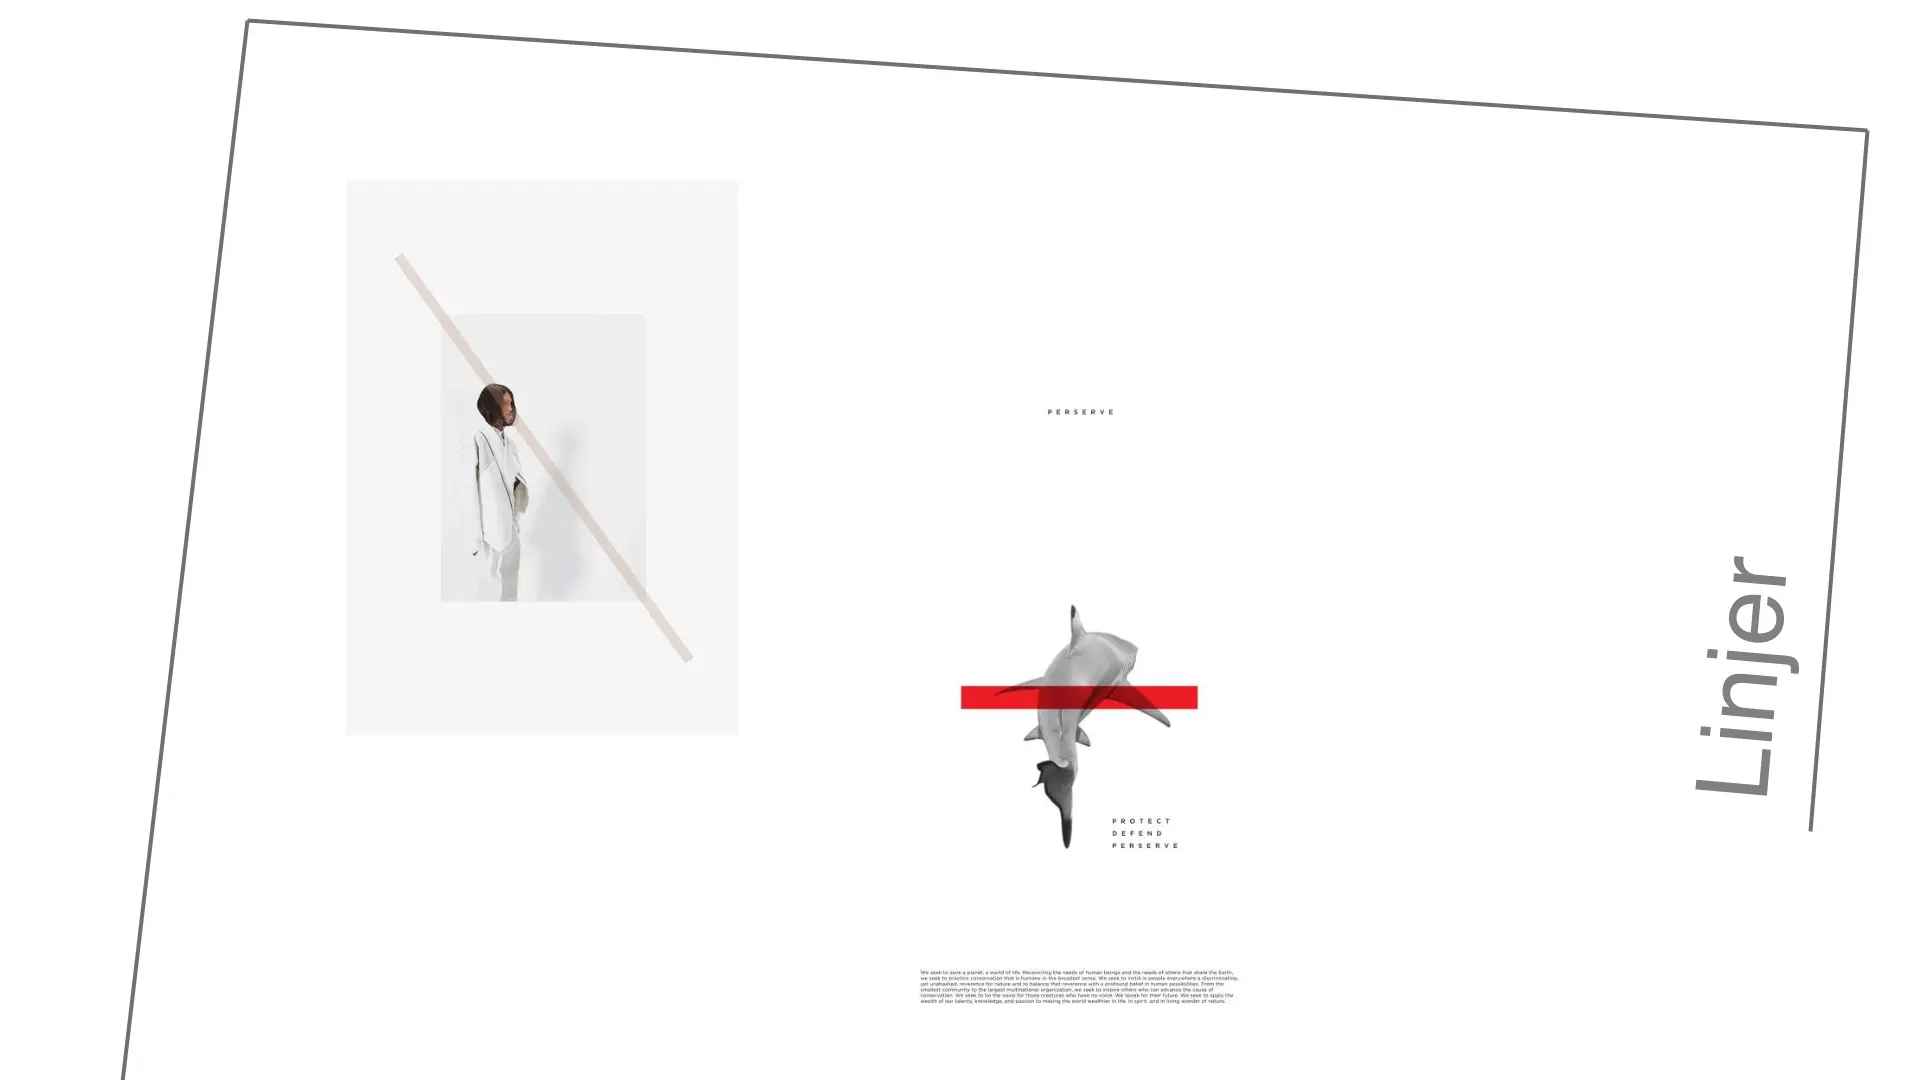 PERSERVE
Linjer
PROTECT
DEFEND
PERSERVE
We seek to save a planet, a world of life. Reconciling the needs of human beings and the needs of others that share the Earth,
we seek to practice conservation that is humane in the broadest sense. We seek to instill in people everywhere a discriminating,
yet unabashed, reverence for nature and to balance that reverence with a profound belief in human possibilities. From the
smallest community to the largest multinational organization, we seek to inspire others who can advance the cause of
conservation. We seek to be the voice for those creatures who have no voice. We speak for their future. We seek to apply the
wealth of our talents, knowledge, and passion to making the world wealthier in life, in spirit, and in living wonder of nature.